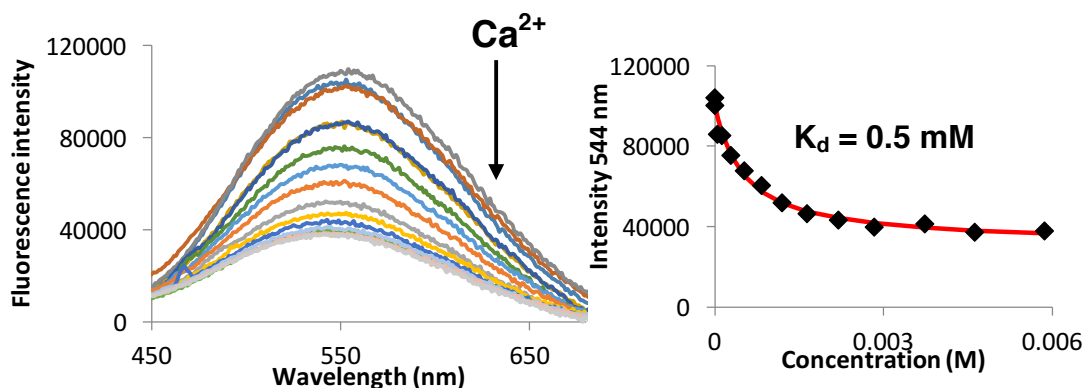 Ca²⁺
Fluorescence intensity
120000
80000
40000
0
450
550
650
Wavelength (nm)
Intensity 544 nm
120000
80000
40000
0
K_d = 0.5 mM
0
0.003
0.006
Concentration (M)